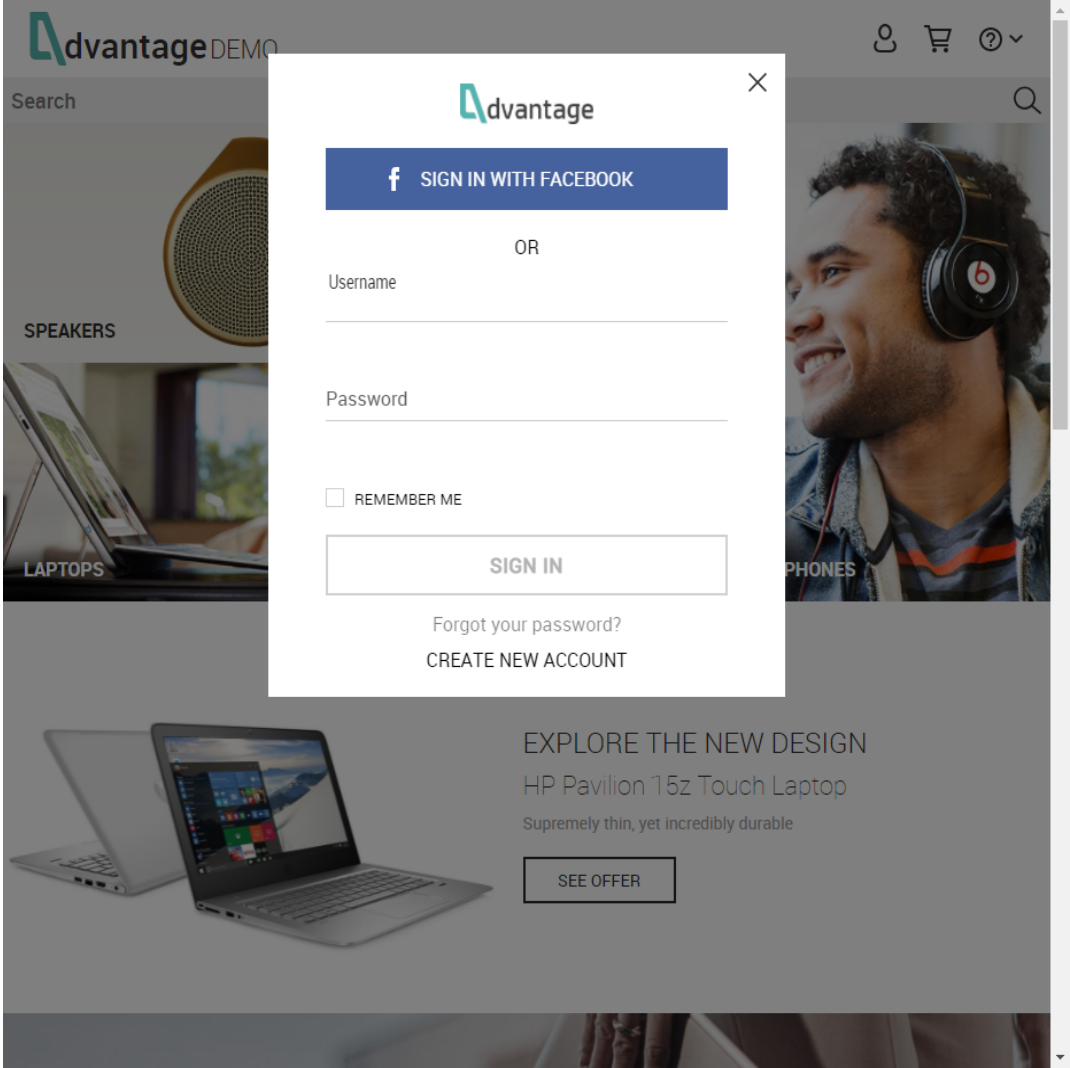 dvantage DEMO
Search
dvantage
f SIGN IN WITH FACEBOOK
OR
Username
SPEAKERS
Password
REMEMBER ME
SIGN IN
LAPTOPS
PHONES
Forgot your password?
CREATE NEW ACCOUNT
EXPLORE THE NEW DESIGN
HP Pavilion 15z Touch Laptop
Supremely thin, yet incredibly durable
SEE OFFER